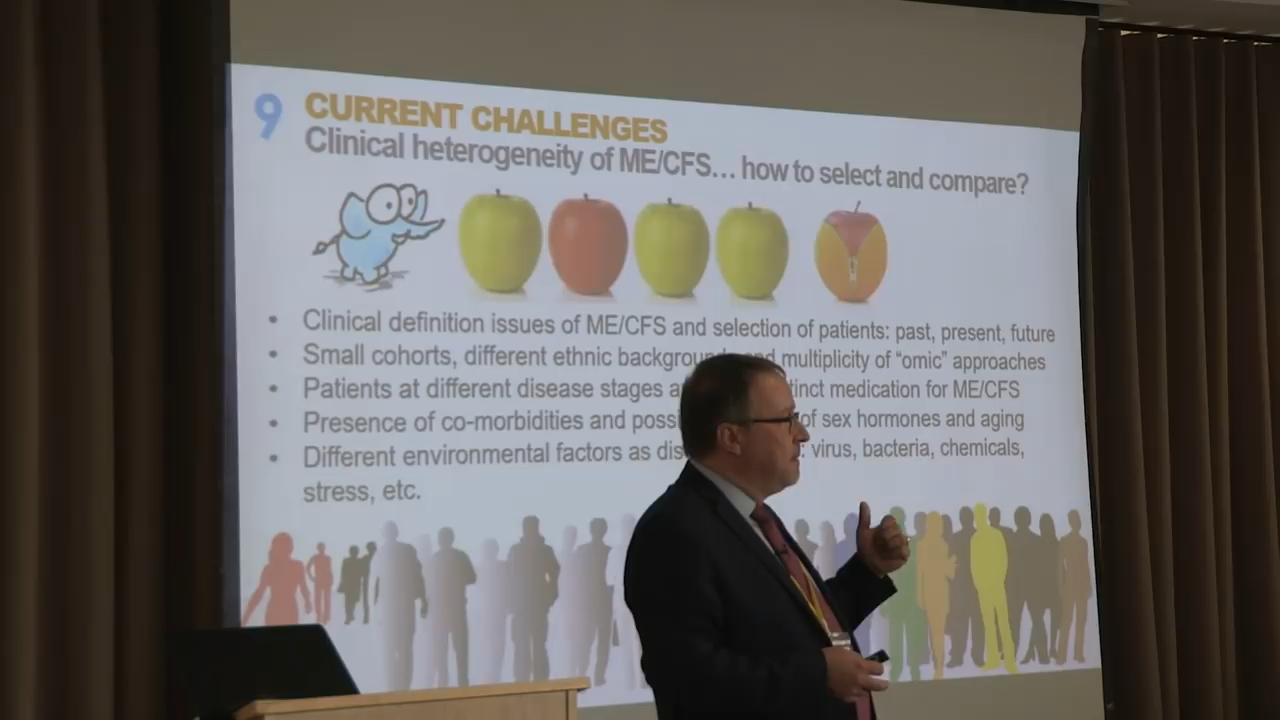 9 CURRENT CHALLENGES
Clinical heterogeneity of ME/CFS… how to select and compare?
• Clinical definition issues of ME/CFS and selection of patients: past, present, future
• Small cohorts, different ethnic multiplicity of “omic” approaches
• Patients at different disease stages medication for ME/CFS
• Presence of co-morbidities and of sex hormones and aging
• Different environmental factors as : virus, bacteria, chemicals,
stress, etc.